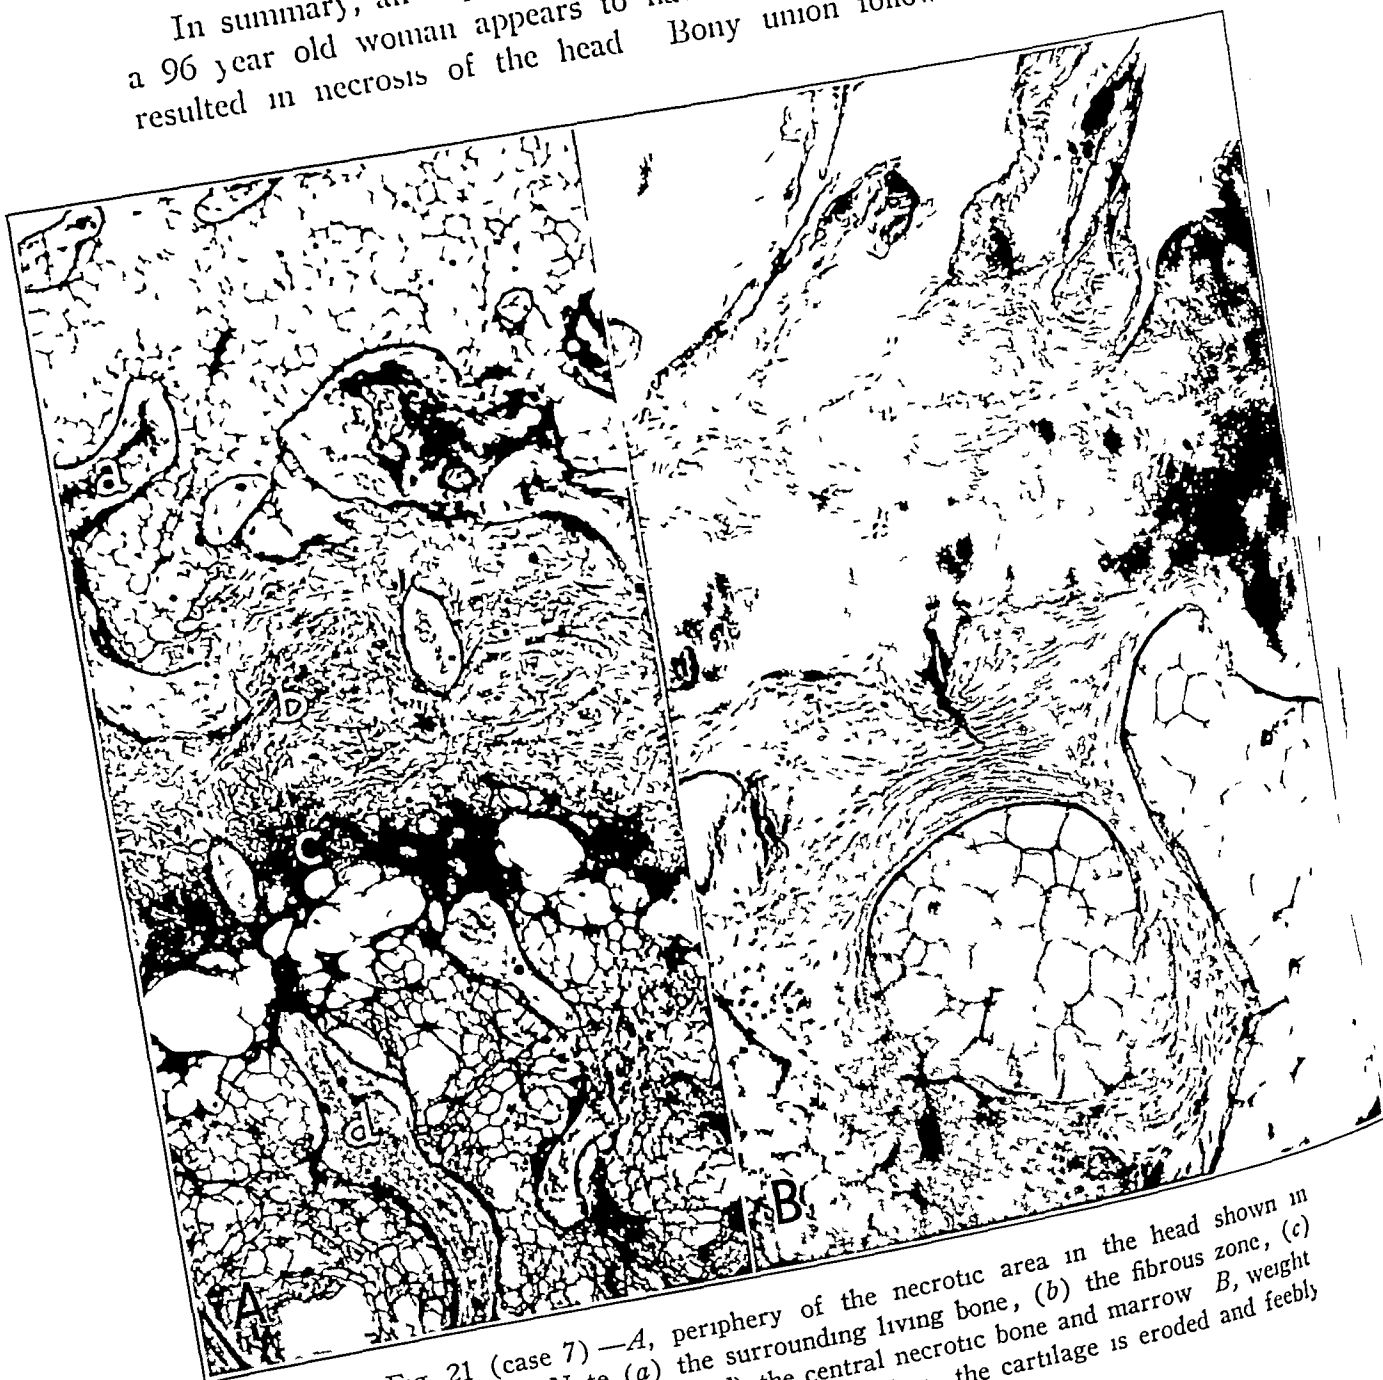 In summary, an
a 96 year old woman appears to
resulted in necrosis of the head Bony union
a
b
c
d
A
B
Fig. 21 (case 7) —A, periphery of the necrotic area in the head shown in
(a) the surrounding living bone, (b) the fibrous zone, (c)
the central necrotic bone and marrow B, weight
the cartilage is eroded and feebly